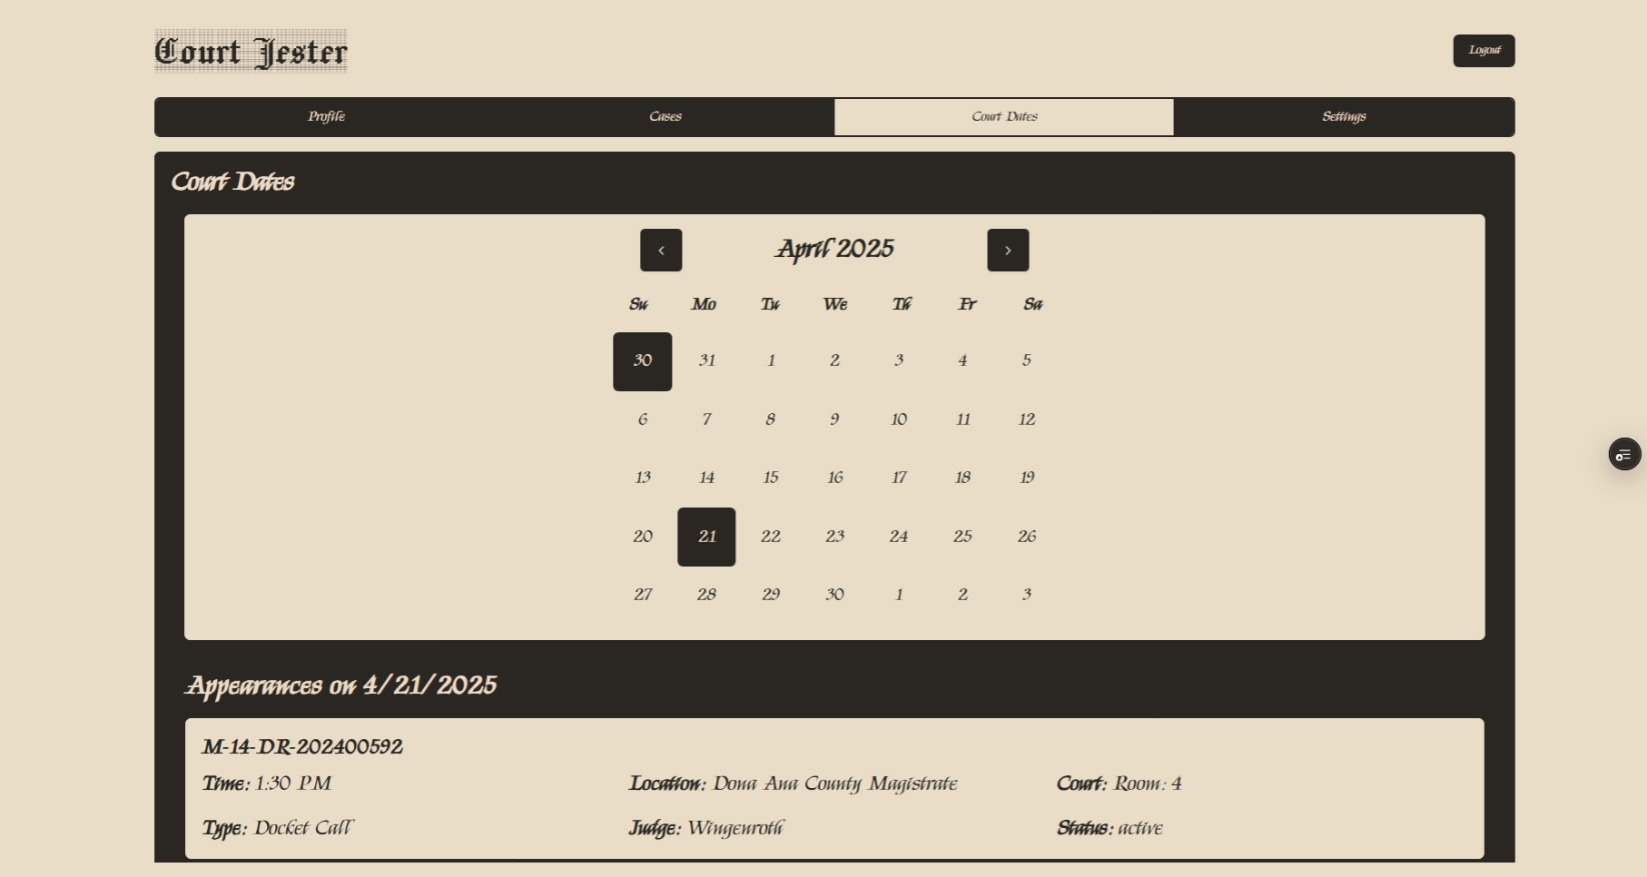 Court Jester
Logout
Profile Cases Court Dates Settings
Court Dates
‹ April 2025 ›
Su Mo Tu We Th Fr Sa
30 31 1 2 3 4 5
6 7 8 9 10 11 12
13 14 15 16 17 18 19
20 21 22 23 24 25 26
27 28 29 30 1 2 3
Appearances on 4/21/2025
M-14-DR-202400592
Time: 1:30 PM Location: Dona Ana County Magistrate Court: Room: 4
Type: Docket Call Judge: Wingenroth Status: active